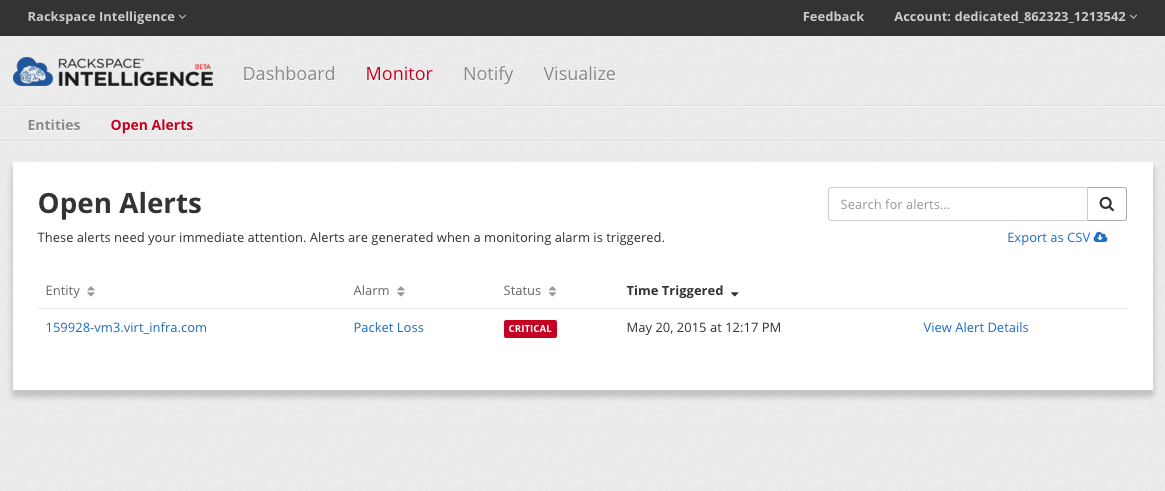 Rackspace Intelligence
Feedback
Account: dedicated_862323_1213542
RACKSPACE®
INTELLIGENCE
BETA
Dashboard
Monitor
Notify
Visualize
Entities
Open Alerts
Open Alerts
Search for alerts...
These alerts need your immediate attention. Alerts are generated when a monitoring alarm is triggered.
Export as CSV
Entity
Alarm
Status
Time Triggered
159928-vm3.virt_infra.com
Packet Loss
CRITICAL
May 20, 2015 at 12:17 PM
View Alert Details